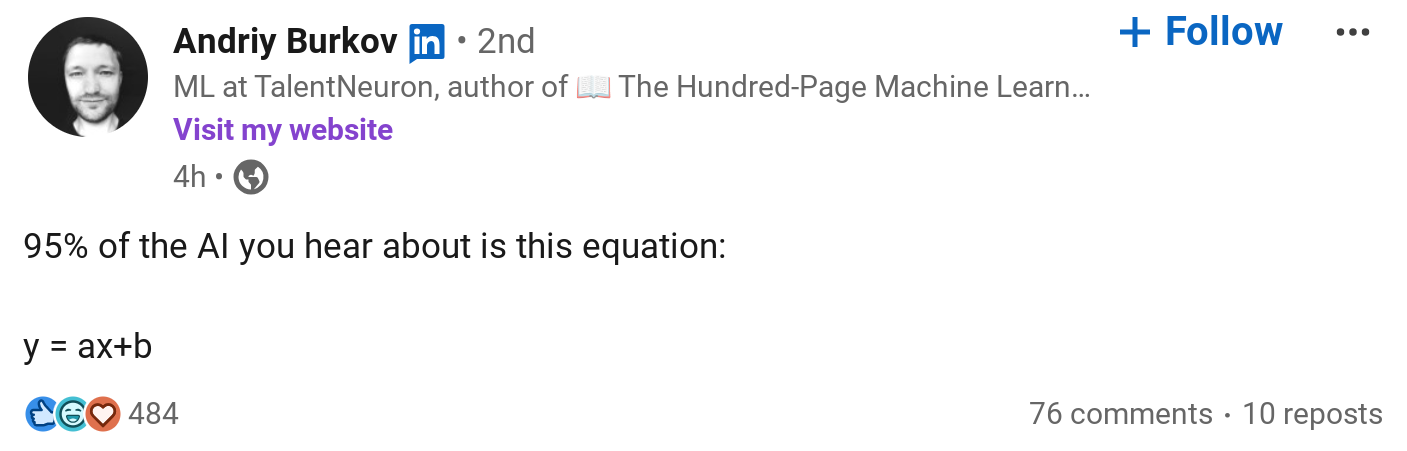 Andriy Burkov in • 2nd
+ Follow
ML at TalentNeuron, author of 📖 The Hundred-Page Machine Learn...
Visit my website
4h •
95% of the AI you hear about is this equation:
y = ax+b
484
76 comments · 10 reposts